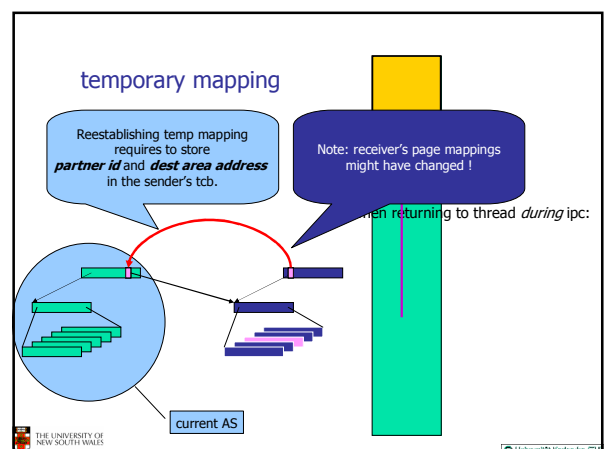 temporary mapping
Reestablishing temp mapping
requires to store
partner id and dest area address
in the sender's tcb.
Note: receiver's page mappings
might have changed !
returning to thread during ipc:
current AS
THE UNIVERSITY OF
NEW SOUTH WALES